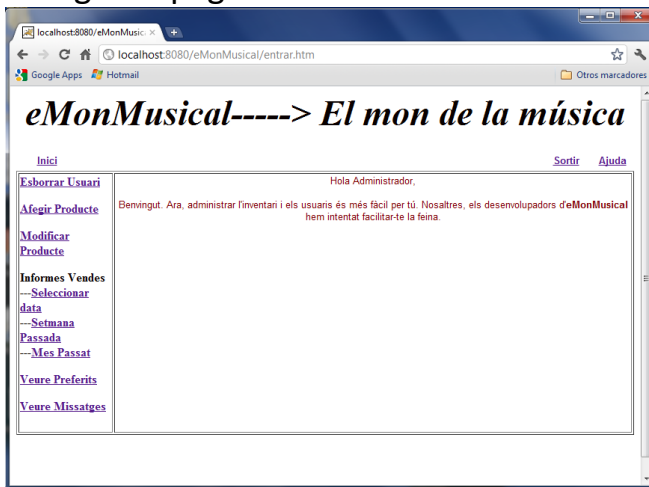 localhost:8080/eMonMusic
localhost:8080/eMonMusical/entrar.htm
Google Apps Hotmail Otros marcadores
eMonMusical-----> El mon de la música
Inici Sortir Ajuda
Esborrar Usuari
Afegir Producte
Modificar
Producte
Informes Vendes
---Seleccionar
data
---Setmana
Passada
---Mes Passat
Veure Preferits
Veure Missatges
Hola Administrador,
Benvingut. Ara, administrar l'inventari i els usuaris és més fàcil per tú. Nosaltres, els desenvolupadors d'eMonMusical
hem intentat facilitar-te la feina.